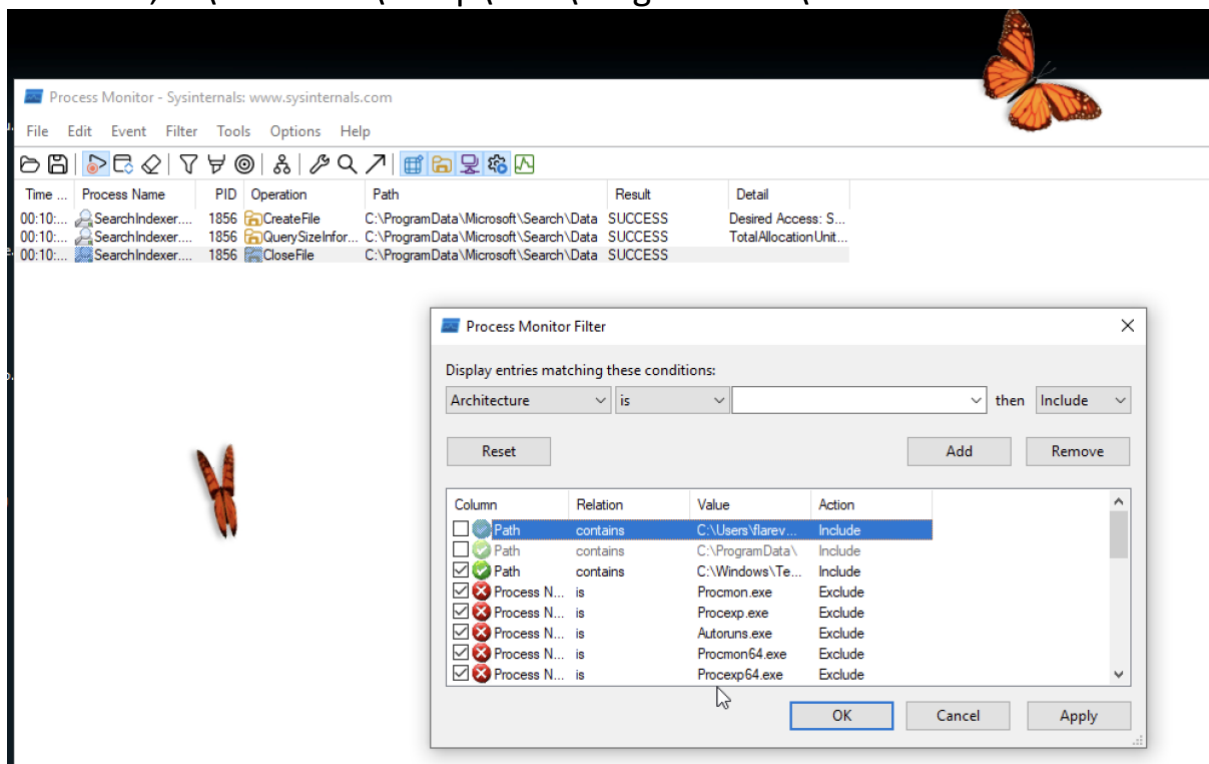 Process Monitor - Sysinternals: www.sysinternals.com
File Edit Event Filter Tools Options Help
Time ... Process Name PID Operation Path Result Detail
00:10:... SearchIndexer.... 1856 CreateFile C:\ProgramData\Microsoft\Search\Data SUCCESS Desired Access: S...
00:10:... SearchIndexer.... 1856 QuerySizeInfor... C:\ProgramData\Microsoft\Search\Data SUCCESS TotalAllocationUnit...
00:10:... SearchIndexer.... 1856 CloseFile C:\ProgramData\Microsoft\Search\Data SUCCESS
Process Monitor Filter
Display entries matching these conditions:
Architecture is then Include
Reset Add Remove
Column Relation Value Action
Path contains C:\Users\flarev... Include
Path contains C:\ProgramData\ Include
Path contains C:\Windows\Te... Include
Process N... is Procmon.exe Exclude
Process N... is Procexp.exe Exclude
Process N... is Autoruns.exe Exclude
Process N... is Procmon64.exe Exclude
Process N... is Procexp64.exe Exclude
OK Cancel Apply